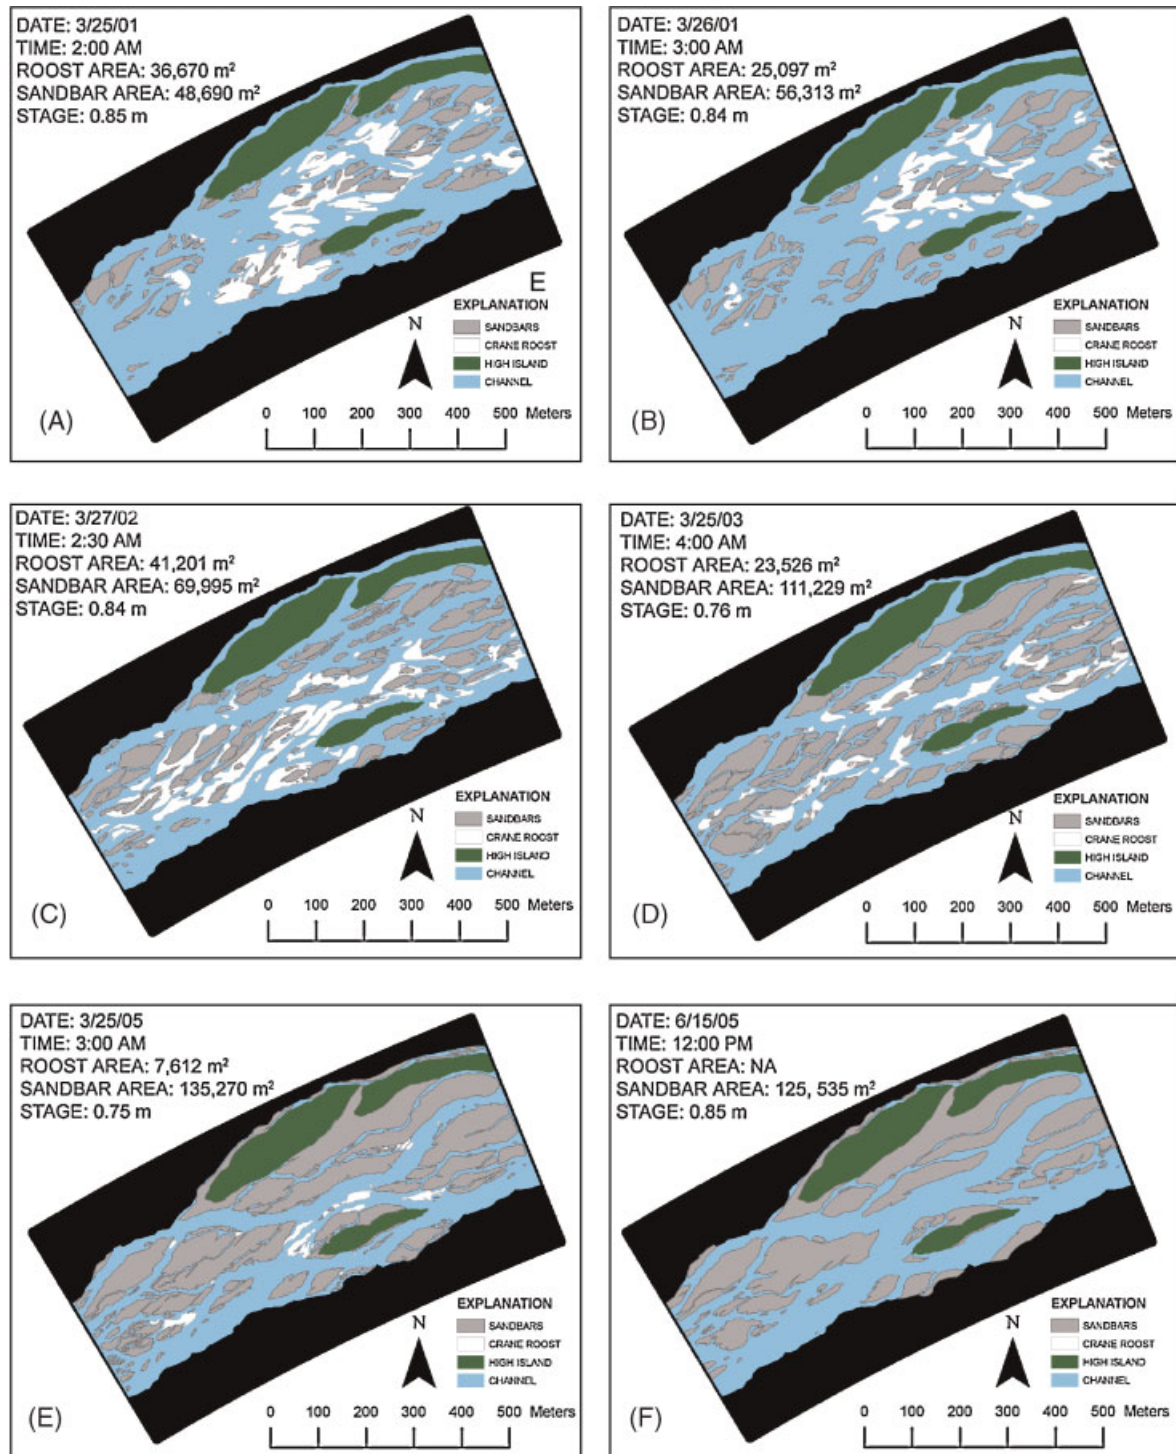 DATE: 3/25/01
TIME: 2:00 AM
ROOST AREA: 36,670 m²
SANDBAR AREA: 48,690 m²
STAGE: 0.85 m
E
EXPLANATION
N
SANDBARS
CRANE ROOST
HIGH ISLAND
CHANNEL
(A)
0 100 200 300 400 500 Meters
DATE: 3/26/01
TIME: 3:00 AM
ROOST AREA: 25,097 m²
SANDBAR AREA: 56,313 m²
STAGE: 0.84 m
EXPLANATION
N
SANDBARS
CRANE ROOST
HIGH ISLAND
CHANNEL
(B)
0 100 200 300 400 500 Meters
DATE: 3/27/02
TIME: 2:30 AM
ROOST AREA: 41,201 m²
SANDBAR AREA: 69,995 m²
STAGE: 0.84 m
EXPLANATION
N
SANDBARS
CRANE ROOST
HIGH ISLAND
CHANNEL
(C)
0 100 200 300 400 500 Meters
DATE: 3/25/03
TIME: 4:00 AM
ROOST AREA: 23,526 m²
SANDBAR AREA: 111,229 m²
STAGE: 0.76 m
EXPLANATION
N
SANDBARS
CRANE ROOST
HIGH ISLAND
CHANNEL
(D)
0 100 200 300 400 500 Meters
DATE: 3/25/05
TIME: 3:00 AM
ROOST AREA: 7,612 m²
SANDBAR AREA: 135,270 m²
STAGE: 0.75 m
EXPLANATION
N
SANDBARS
CRANE ROOST
HIGH ISLAND
CHANNEL
(E)
0 100 200 300 400 500 Meters
DATE: 6/15/05
TIME: 12:00 PM
ROOST AREA: NA
SANDBAR AREA: 125, 535 m²
STAGE: 0.85 m
EXPLANATION
N
SANDBARS
CRANE ROOST
HIGH ISLAND
CHANNEL
(F)
0 100 200 300 400 500 Meters